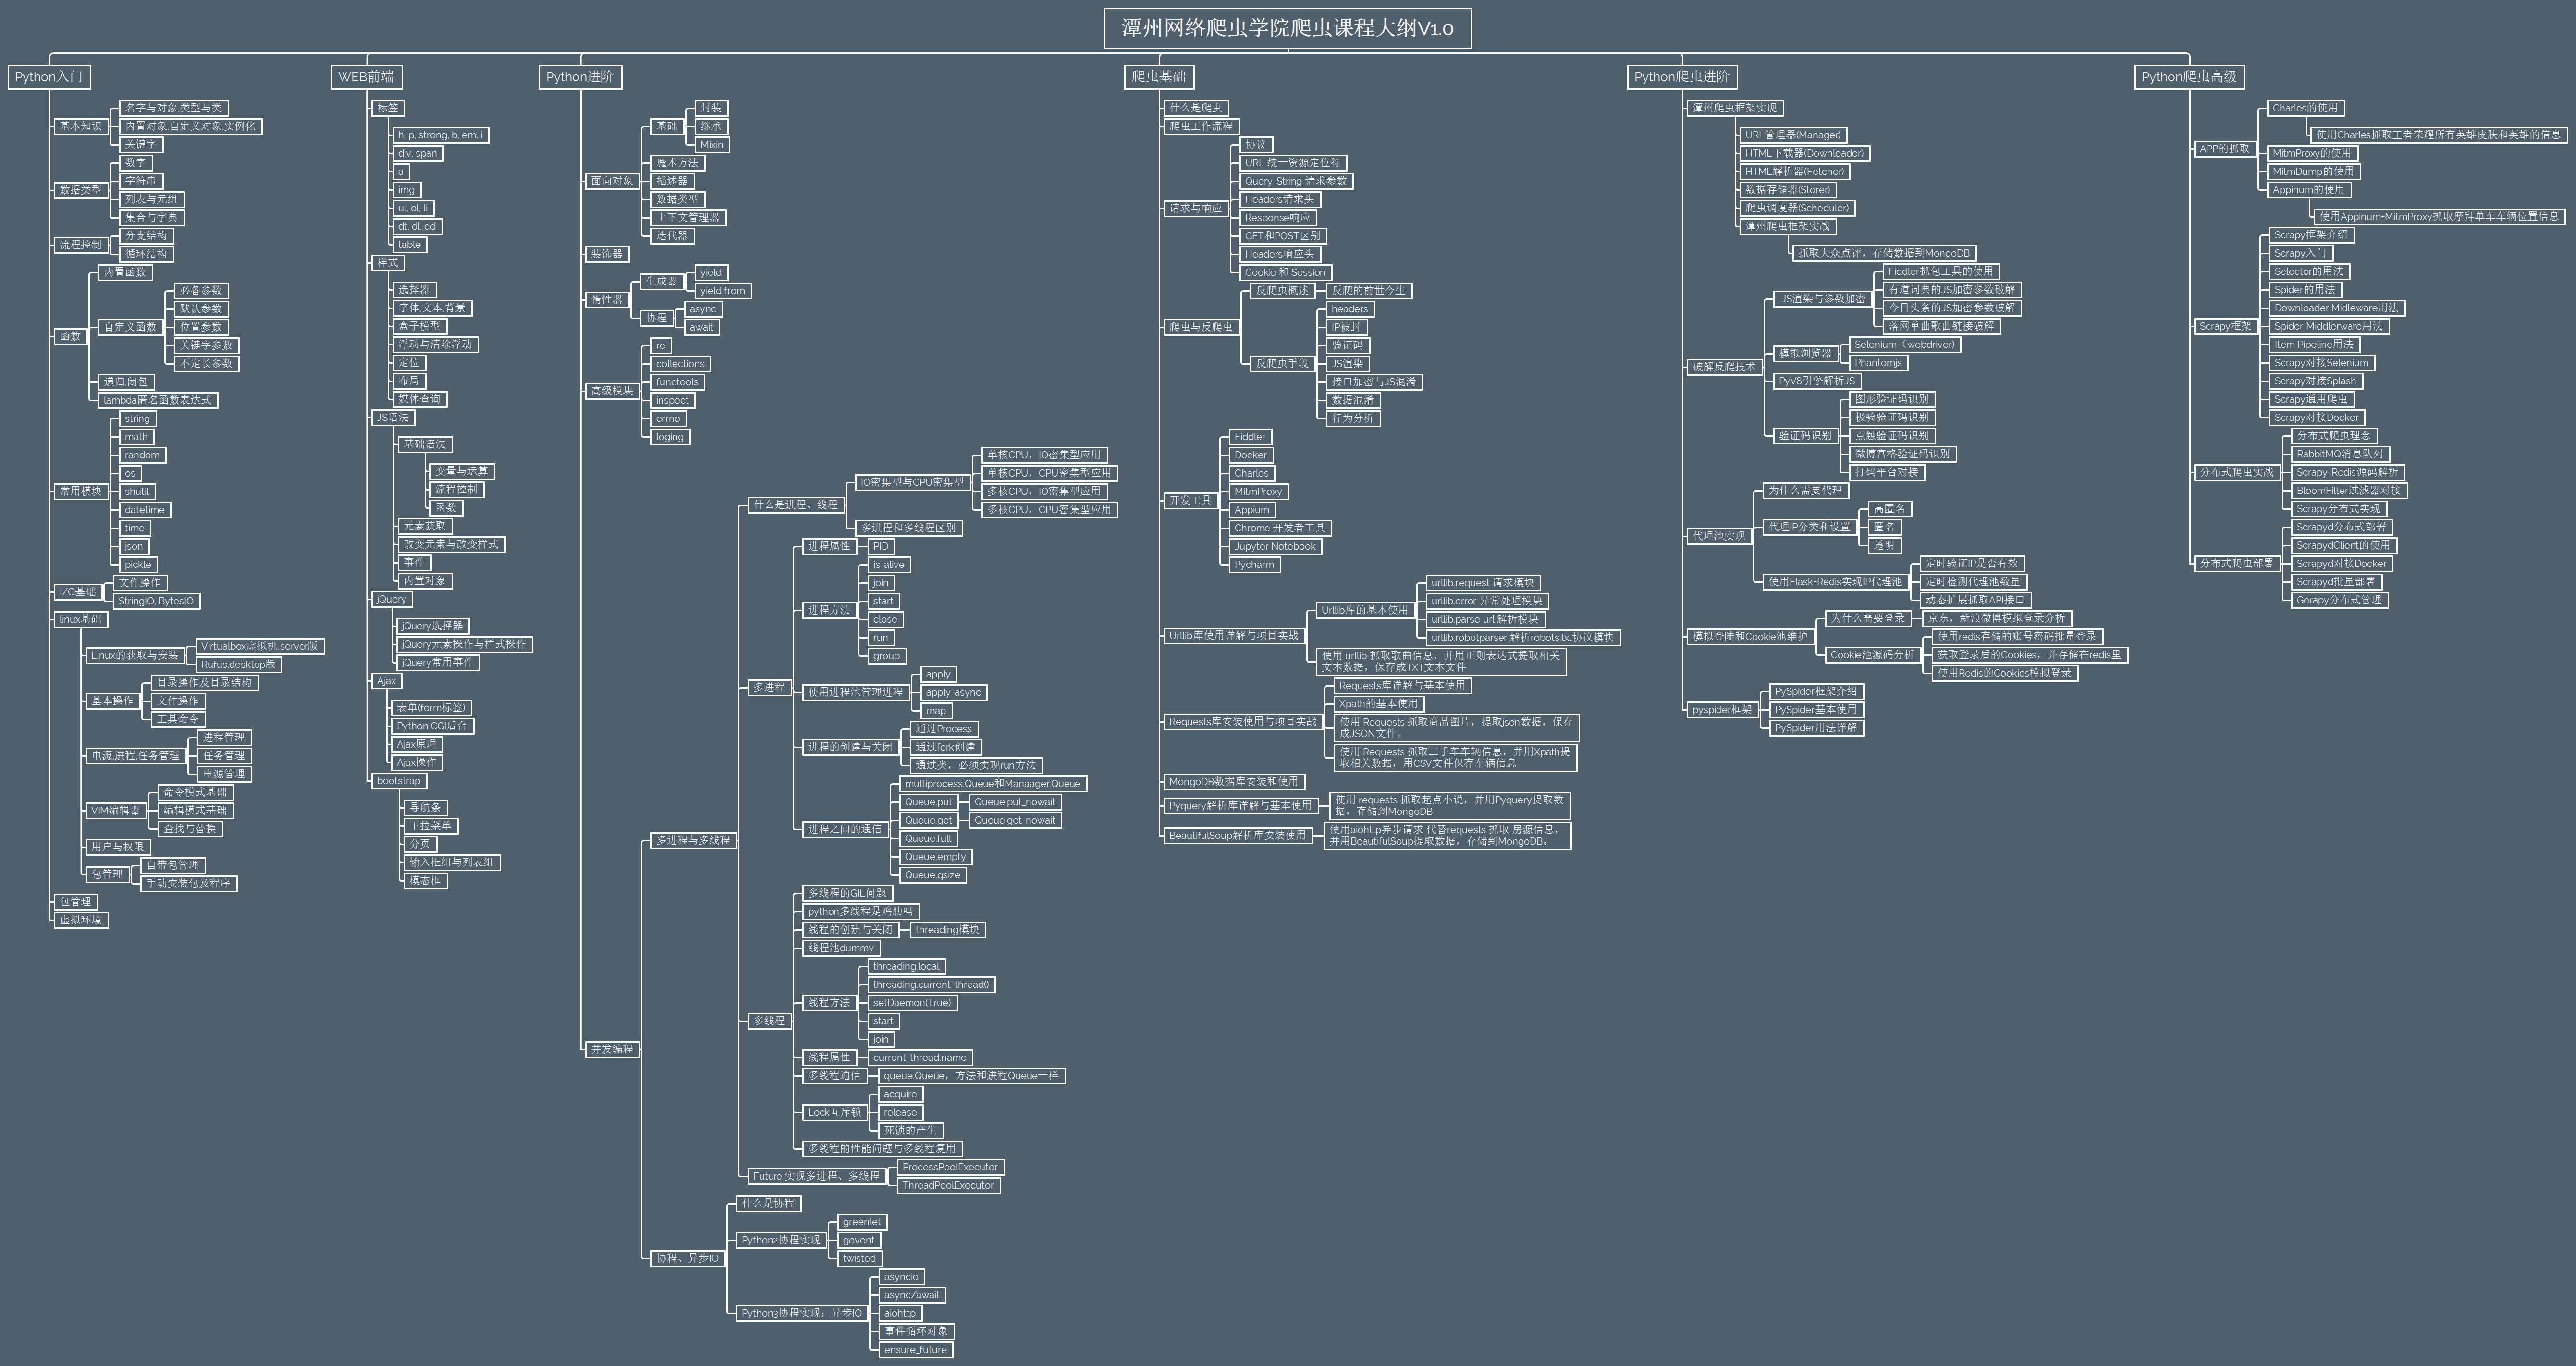 潭州网络爬虫学院爬虫课程大纲V1.0
Python入门
基本知识
名字与对象,类型与类
内置对象,自定义对象,实例化
关键字
数据类型
数字
字符串
列表与元组
集合与字典
流程控制
分支结构
循环结构
函数
内置函数
自定义函数
必备参数
默认参数
位置参数
关键字参数
不定长参数
递归,闭包
lambda匿名函数表达式
常用模块
string
math
random
os
shutil
datetime
time
json
pickle
I/O基础
文件操作
StringIO, BytesIO
linux基础
Linux的获取与安装
Virtualbox虚拟机,server版
Rufus,desktop版
基本操作
目录操作及目录结构
文件操作
工具命令
电源,进程,任务管理
进程管理
任务管理
电源管理
VIM编辑器
命令模式基础
编辑模式基础
查找与替换
用户与权限
包管理
自带包管理
手动安装包及程序
包管理
虚拟环境
WEB前端
标签
h, p, strong, b, em, i
div, span
a
img
ul, ol, li
dt, dl, dd
table
样式
选择器
字体,文本,背景
盒子模型
浮动与清除浮动
定位
布局
媒体查询
JS语法
基础语法
变量与运算
流程控制
函数
元素获取
改变元素与改变样式
事件
内置对象
jQuery
jQuery选择器
jQuery元素操作与样式操作
jQuery常用事件
Ajax
表单(form标签)
Python CGI后台
Ajax原理
Ajax操作
bootstrap
导航条
下拉菜单
分页
输入框组与列表组
模态框
Python进阶
面向对象
基础
封装
继承
Mixin
魔术方法
描述器
数据类型
上下文管理器
迭代器
装饰器
惰性器
生成器
yield
yield from
协程
async
await
高级模块
re
collections
functools
inspect
errno
loging
并发编程
多进程与多线程
什么是进程、线程
IO密集型与CPU密集型
单核CPU，IO密集型应用
单核CPU，CPU密集型应用
多核CPU，IO密集型应用
多核CPU，CPU密集型应用
多进程和多线程区别
多进程
进程属性
PID
进程方法
is_alive
join
start
close
run
group
使用进程池管理进程
apply
apply_async
map
进程的创建与关闭
通过Process
通过fork创建
通过类，必须实现run方法
进程之间的通信
multiprocess.Queue和Manaager.Queue
Queue.put
Queue.put_nowait
Queue.get
Queue.get_nowait
Queue.full
Queue.empty
Queue.qsize
多线程
多线程的GIL问题
python多线程是鸡肋吗
线程的创建与关闭
threading模块
线程池dummy
线程方法
threading.local
threading.current_thread()
setDaemon(True)
start
join
线程属性
current_thread.name
多线程通信
queue.Queue，方法和进程Queue一样
Lock互斥锁
acquire
release
死锁的产生
多线程的性能问题与多线程复用
Future 实现多进程、多线程
ProcessPoolExecutor
ThreadPoolExecutor
协程、异步IO
什么是协程
Python2协程实现
greenlet
gevent
twisted
Python3协程实现：异步IO
asyncio
async/await
aiohttp
事件循环对象
ensure_future
爬虫基础
什么是爬虫
爬虫工作流程
请求与响应
协议
URL 统一资源定位符
Query-String 请求参数
Headers请求头
Response响应
GET和POST区别
Headers响应头
Cookie 和 Session
爬虫与反爬虫
反爬虫概述
反爬的前世今生
反爬虫手段
headers
IP被封
验证码
JS渲染
接口加密与JS混淆
数据混淆
行为分析
开发工具
Fiddler
Docker
Charles
MitmProxy
Appium
Chrome 开发者工具
Jupyter Notebook
Pycharm
Urllib库使用详解与项目实战
Urllib库的基本使用
urllib.request 请求模块
urllib.error 异常处理模块
urllib.parse url 解析模块
urllib.robotparser 解析robots.txt协议模块
使用 urllib 抓取歌曲信息，并用正则表达式提取相关
文本数据，保存成TXT文本文件
Requests库安装使用与项目实战
Requests库详解与基本使用
Xpath的基本使用
使用 Requests 抓取商品图片，提取json数据，保存
成JSON文件。
使用 Requests 抓取二手车车辆信息，并用Xpath提
取相关数据，用CSV文件保存车辆信息
MongoDB数据库安装和使用
Pyquery解析库详解与基本使用
使用 requests 抓取起点小说，并用Pyquery提取数
据，存储到MongoDB
BeautifulSoup解析库安装使用
使用aiohttp异步请求 代替requests 抓取 房源信息，
并用BeautifulSoup提取数据，存储到MongoDB。
Python爬虫进阶
潭州爬虫框架实现
URL管理器(Manager)
HTML下载器(Downloader)
HTML解析器(Fetcher)
数据存储器(Storer)
爬虫调度器(Scheduler)
潭州爬虫框架实战
抓取大众点评，存储数据到MongoDB
破解反爬技术
JS渲染与参数加密
Fiddler抓包工具的使用
有道词典的JS加密参数破解
今日头条的JS加密参数破解
落网单曲歌曲链接破解
模拟浏览器
Selenium（webdriver)
Phantomjs
PyV8引擎解析JS
验证码识别
图形验证码识别
极验验证码识别
点触验证码识别
微博宫格验证码识别
打码平台对接
代理池实现
为什么需要代理
代理IP分类和设置
高匿名
匿名
透明
使用Flask+Redis实现IP代理池
定时验证IP是否有效
定时检测代理池数量
动态扩展抓取API接口
模拟登陆和Cookie池维护
为什么需要登录
京东，新浪微博模拟登录分析
Cookie池源码分析
使用redis存储的账号密码批量登录
获取登录后的Cookies，并存储在redis里
使用Redis的Cookies模拟登录
pyspider框架
PySpider框架介绍
PySpider基本使用
PySpider用法详解
Python爬虫高级
APP的抓取
Charles的使用
使用Charles抓取王者荣耀所有英雄皮肤和英雄的信息
MitmProxy的使用
MitmDump的使用
Appinum的使用
使用Appinum+MitmProxy抓取摩拜单车车辆位置信息
Scrapy框架
Scrapy框架介绍
Scrapy入门
Selector的用法
Spider的用法
Downloader Midleware用法
Spider Middlerware用法
Item Pipeline用法
Scrapy对接Selenium
Scrapy对接Splash
Scrapy通用爬虫
Scrapy对接Docker
分布式爬虫实战
分布式爬虫理念
RabbitMQ消息队列
Scrapy-Redis源码解析
BloomFilter过滤器对接
Scrapy分布式实现
分布式爬虫部署
Scrapyd分布式部署
ScrapydClient的使用
Scrapyd对接Docker
Scrapyd批量部署
Gerapy分布式管理